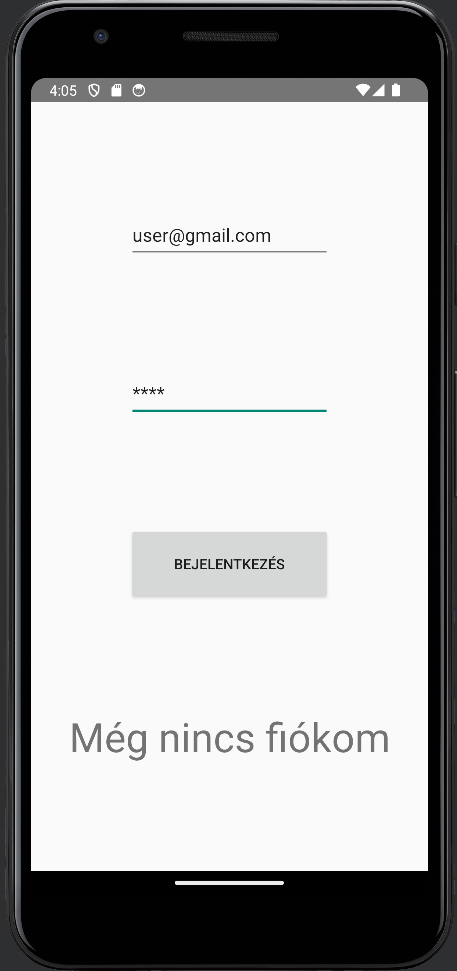 4:05
user@gmail.com
****
BEJELENTKEZÉS
Még nincs fiókom